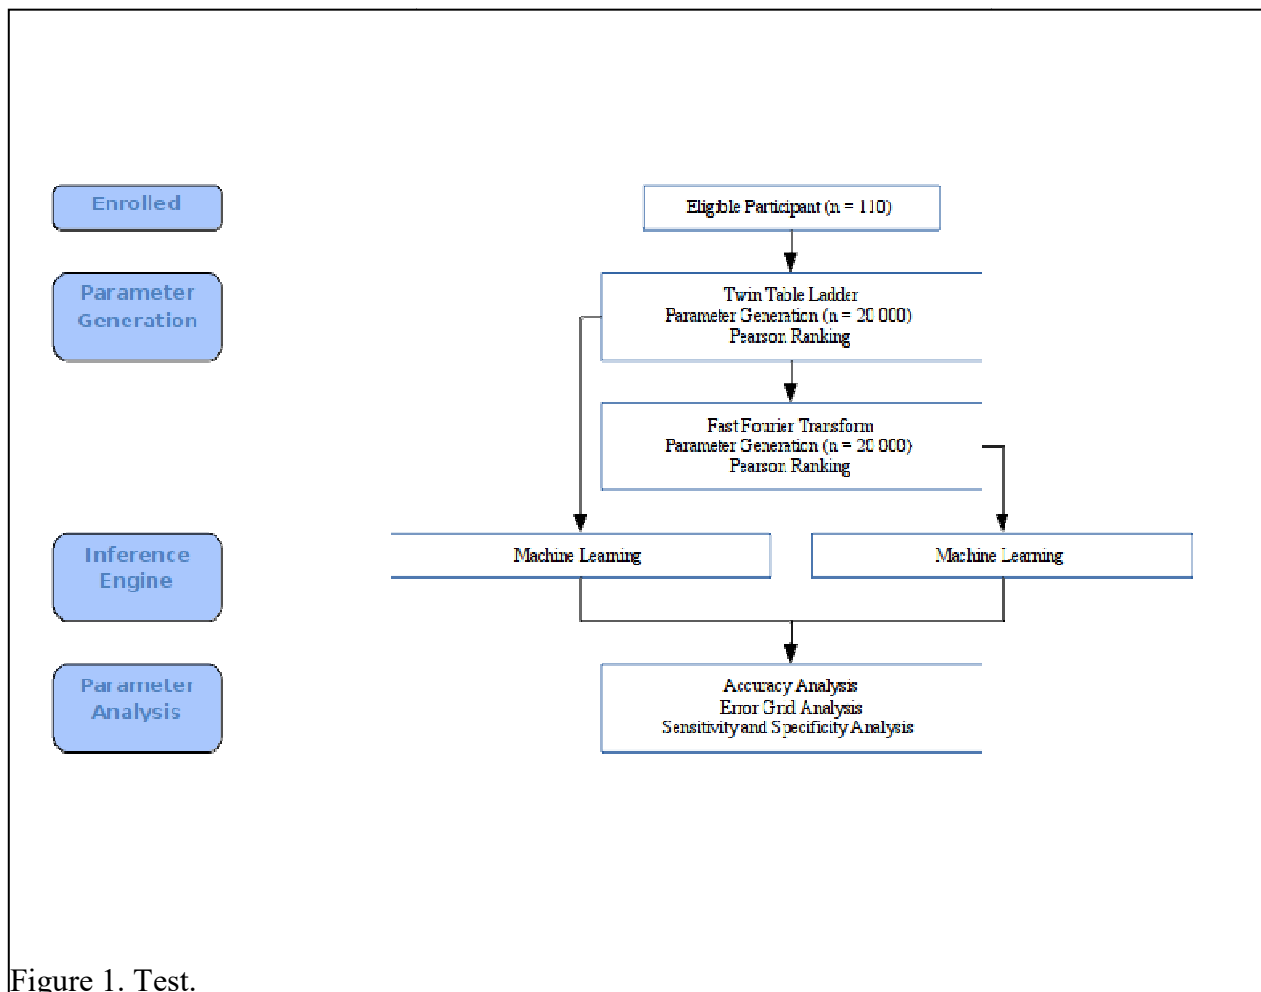 Enrolled
Eligible Participant (n = 110)
Parameter
Generation
Twin Table Ladder
Parameter Generation (n = 20 000)
Pearson Ranking
Fast Fourier Transform
Parameter Generation (n = 20 000)
Pearson Ranking
Inference
Engine
Machine Learning
Machine Learning
Parameter
Analysis
Accuracy Analysis
Error Grid Analysis
Sensitivity and Specificity Analysis
Figure 1. Test.